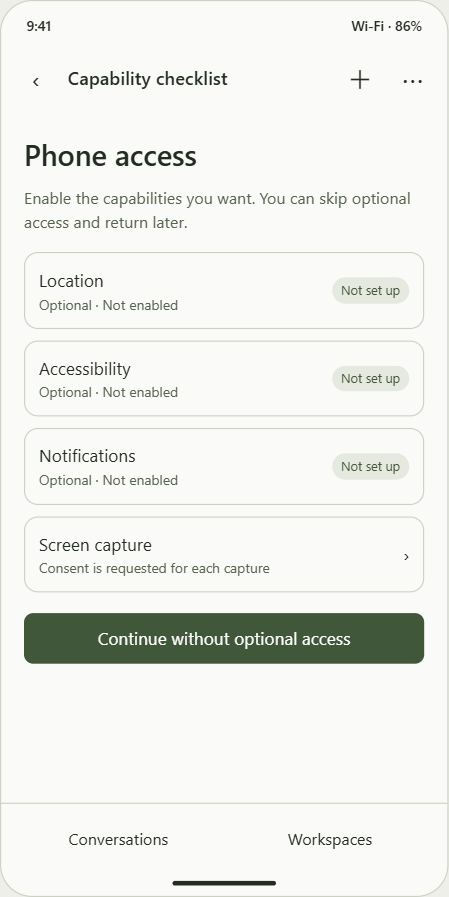 9:41
Wi-Fi · 86%
‹ Capability checklist + ···
Phone access
Enable the capabilities you want. You can skip optional
access and return later.
Location
Optional · Not enabled
Not set up
Accessibility
Optional · Not enabled
Not set up
Notifications
Optional · Not enabled
Not set up
Screen capture
Consent is requested for each capture
›
Continue without optional access
Conversations
Workspaces